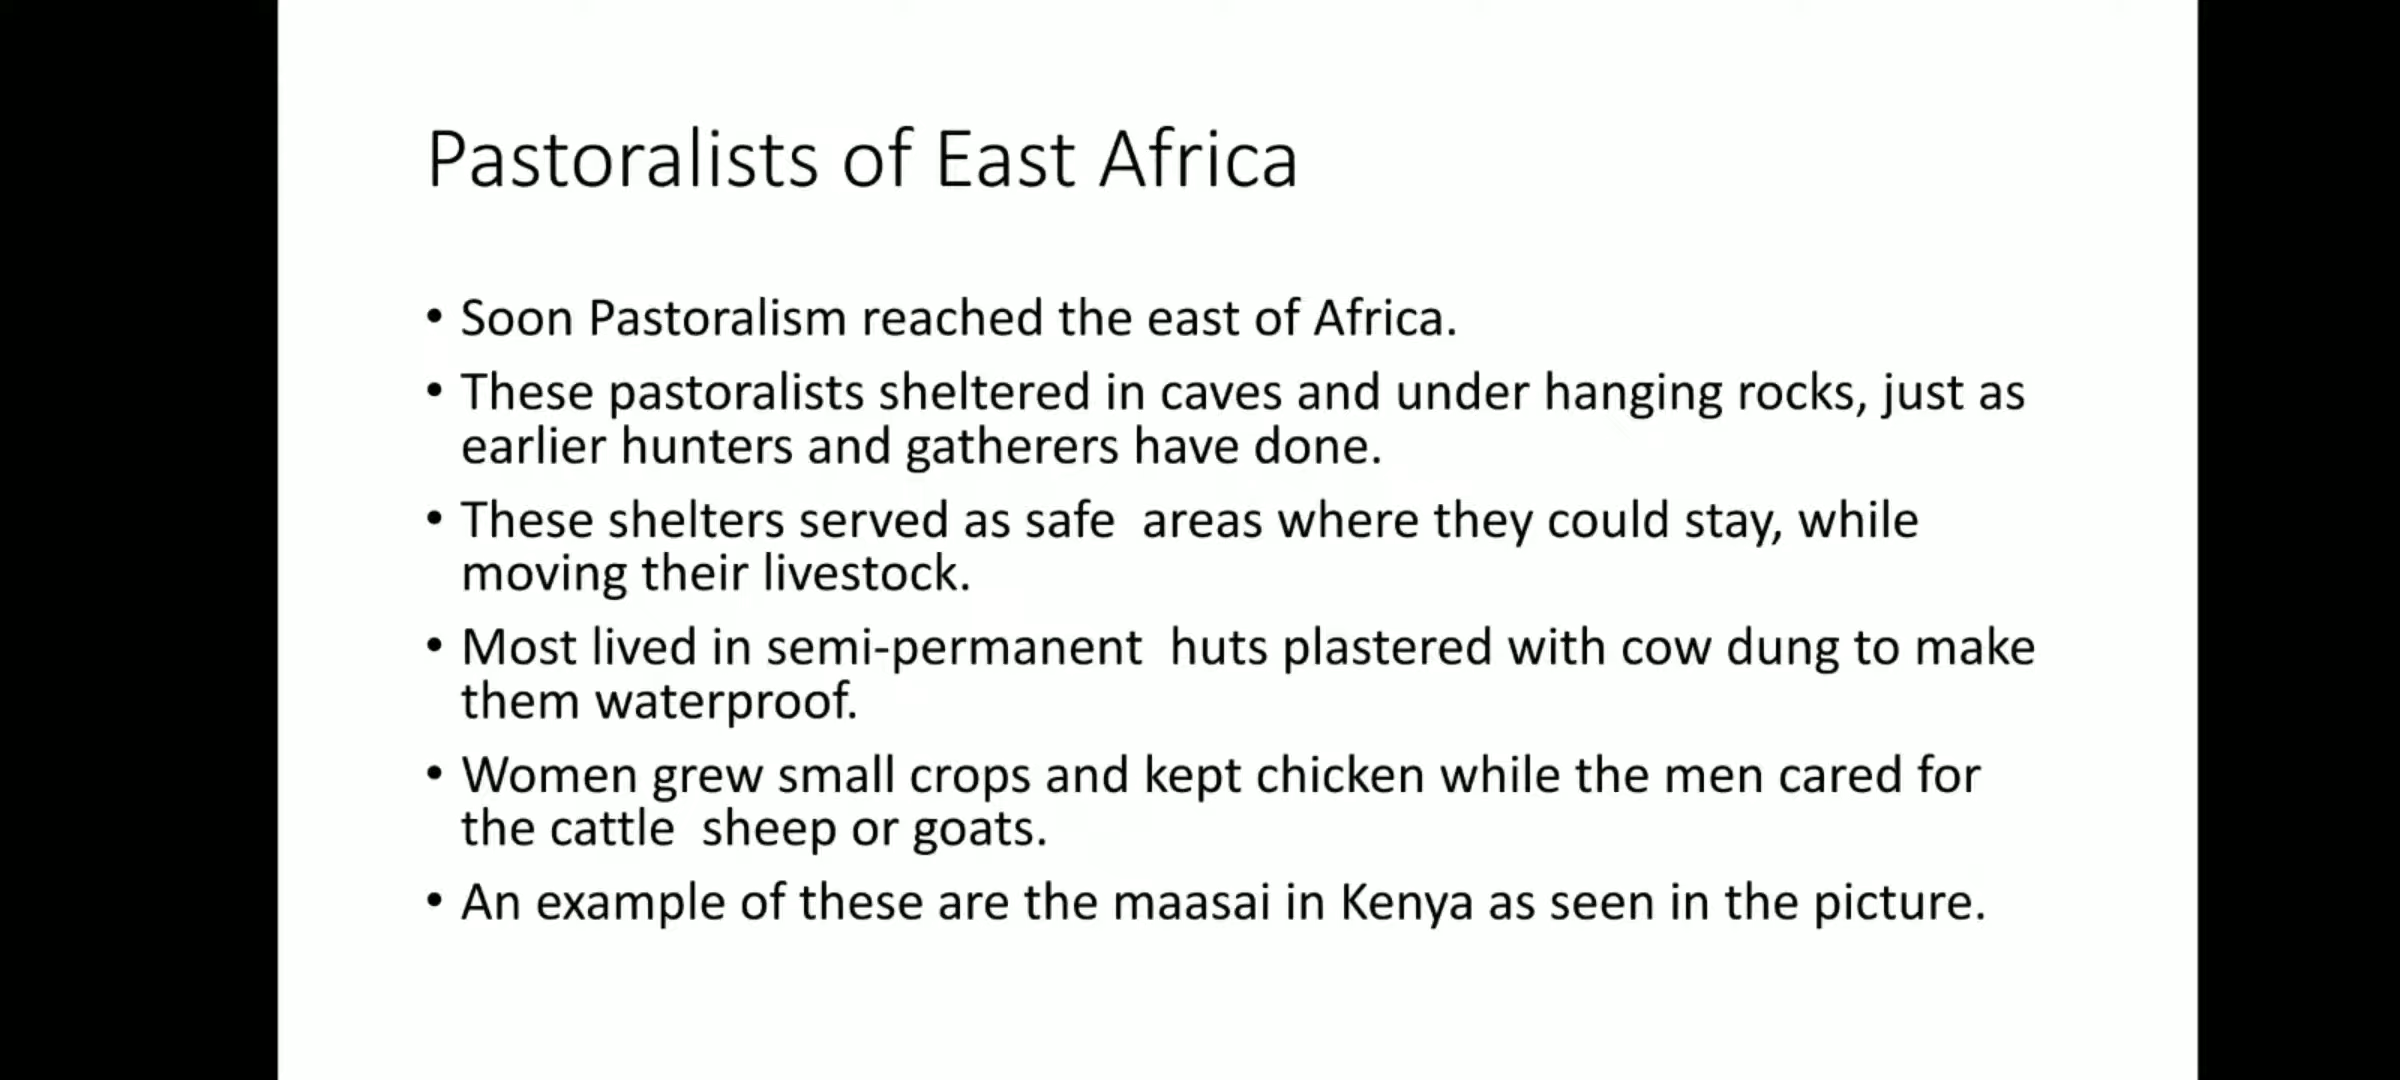 Pastoralists of East Africa
• Soon Pastoralism reached the east of Africa.
• These pastoralists sheltered in caves and under hanging rocks, just as
earlier hunters and gatherers have done.
• These shelters served as safe  areas where they could stay, while
moving their livestock.
• Most lived in semi-permanent  huts plastered with cow dung to make
them waterproof.
• Women grew small crops and kept chicken while the men cared for
the cattle  sheep or goats.
• An example of these are the maasai in Kenya as seen in the picture.